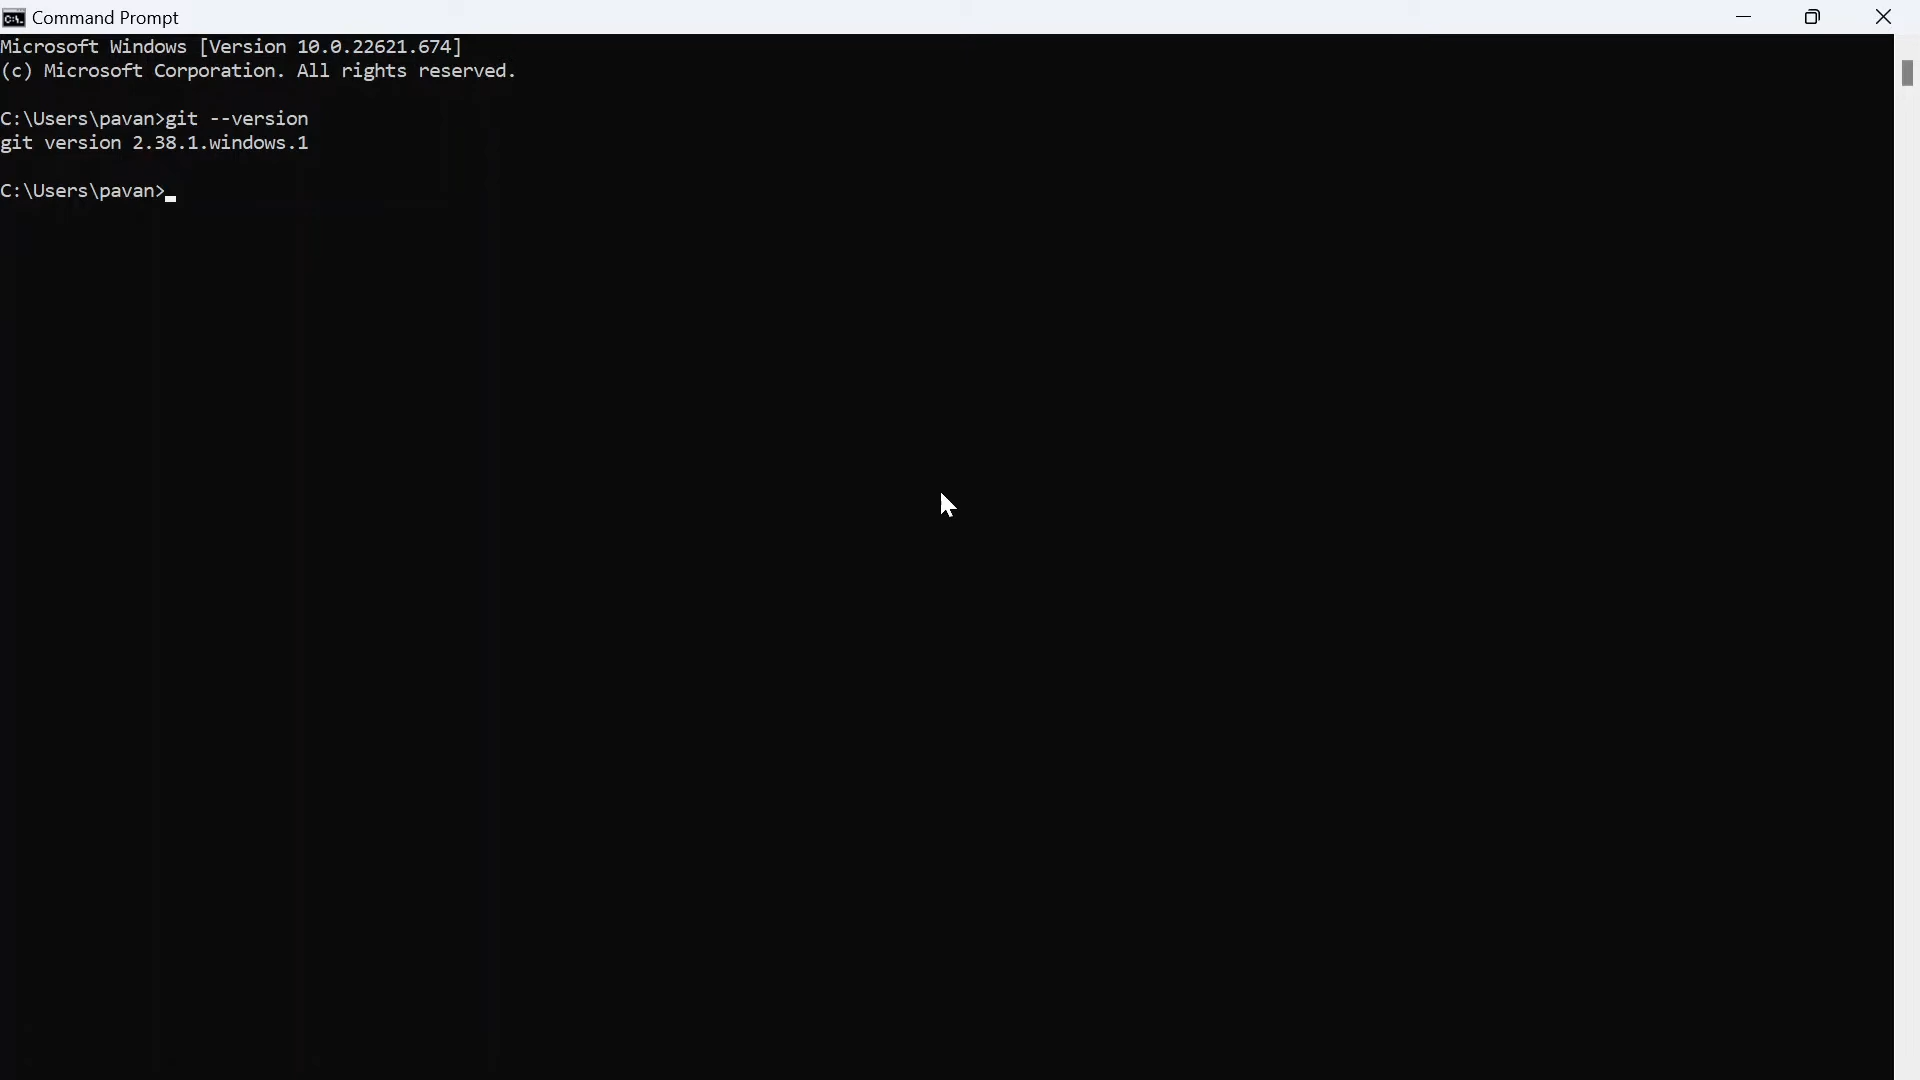 Command Prompt
Microsoft Windows [Version 10.0.22621.674]
(c) Microsoft Corporation. All rights reserved.
C:\Users\pavan>git --version
git version 2.38.1.windows.1
C:\Users\pavan>